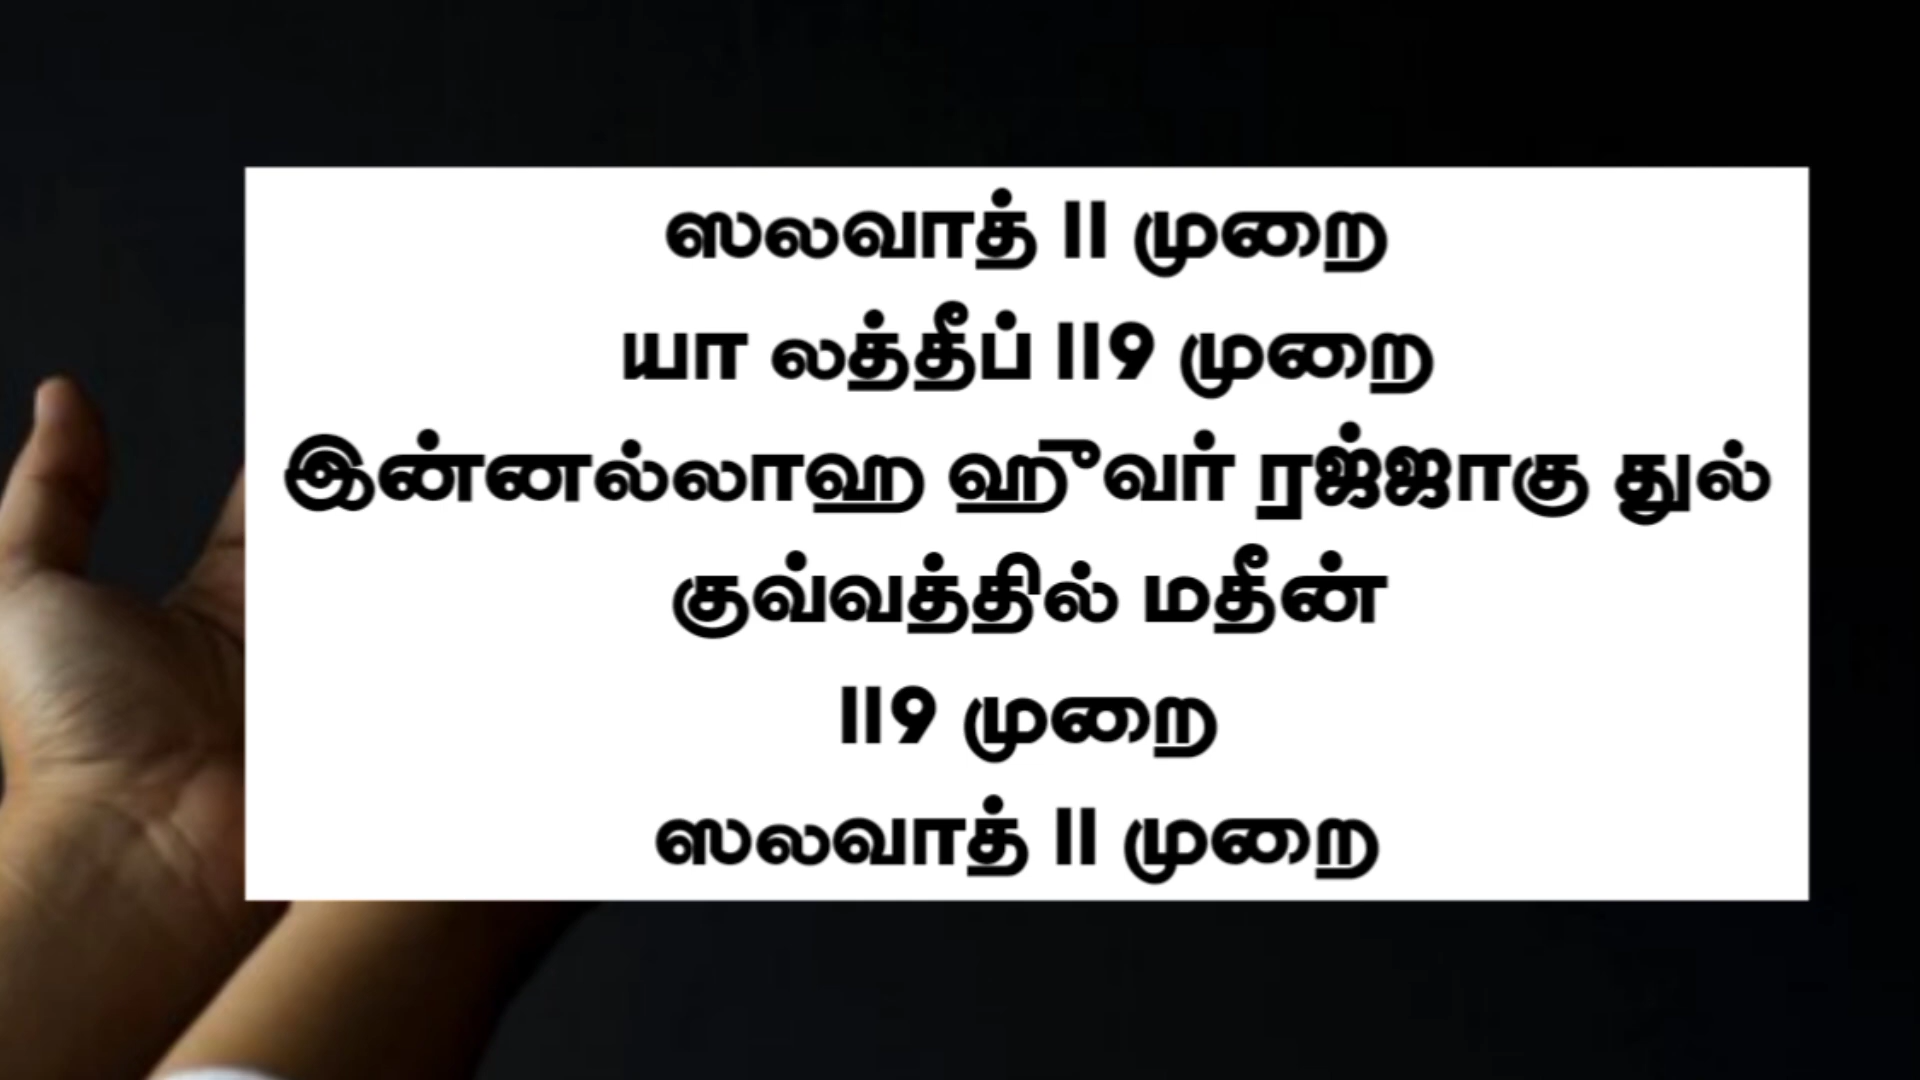 ஸலவாத் 11 முறை
யா லத்தீப் 119 முறை
இன்னல்லாஹ ஹுவர் ரஜ்ஜாகு துல்
குவ்வத்தில் மதீன்
119 முறை
ஸலவாத் 11 முறை